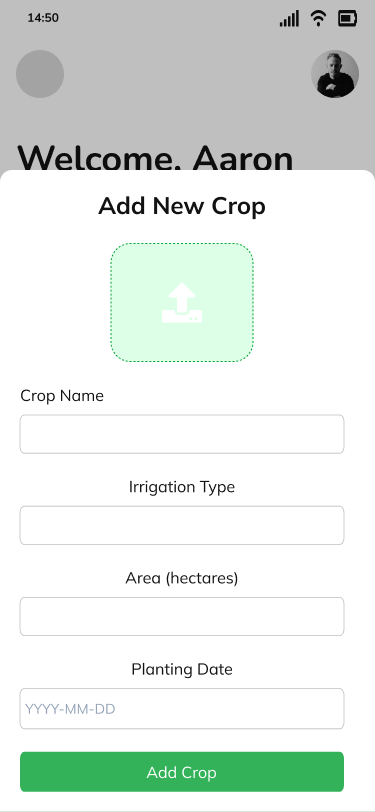 14:50
Welcome, Aaron
Add New Crop
Crop Name
Irrigation Type
Area (hectares)
Planting Date
YYYY-MM-DD
Add Crop